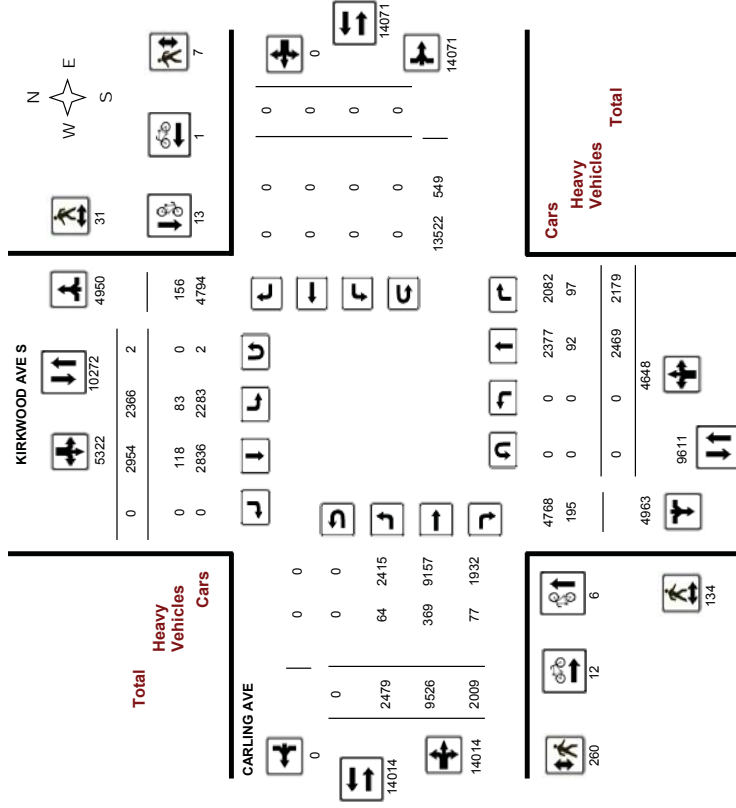 N
W E
S
KIRKWOOD AVE S
31
7
5322
10272
4950
13
1
0
14071
14071
0 2954 2366 2
0 118 83 0 156
0 2836 2283 2 4794
Total
Heavy
Vehicles
Cars
0 0 0
0 0 0
0 0 0
0 0 0
13522 549
CARLING AVE
0
0 0
0 0 0
2479 64 2415
9526 369 9157
2009 77 1932
14014
14014
Cars
Heavy
Vehicles
Total
4768 0 0 2377 2082
195 0 0 92 97
0 0 2469 2179
4963
4648
9611
260
12
6
134